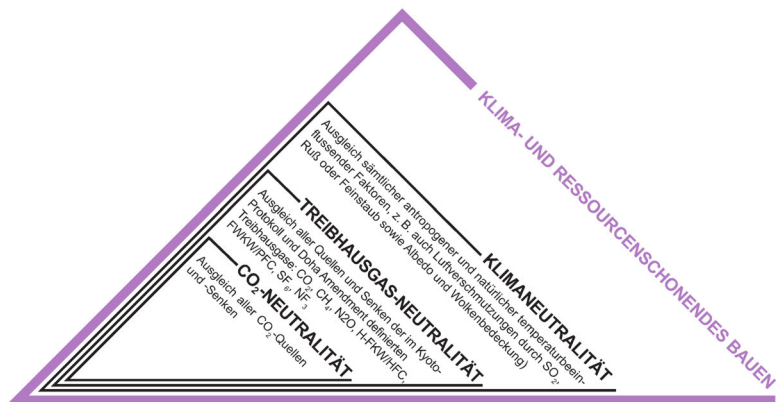 KLIMA- UND RESSOURCENSCHONENDES BAUEN
KLIMANEUTRALITÄT
Ausgleich sämtlicher antropogener und natürlicher temperaturbeein-
flussender Faktoren, z. B. auch Luftverschmutzungen durch SO₂,
Ruß oder Feinstaub sowie Albedo und Wolkenbedeckung)
TREIBHAUSGAS-NEUTRALITÄT
Ausgleich aller Quellen und Senken der im Kyoto-
Protokoll und Doha Amendment definierten
Treibhausgase: CO₂, CH₄, N2O, H-FKW/HFC,
FWKW/PFC, SF₆, NF₃
CO₂-NEUTRALITÄT
Ausgleich aller CO₂-Quellen
und -Senken